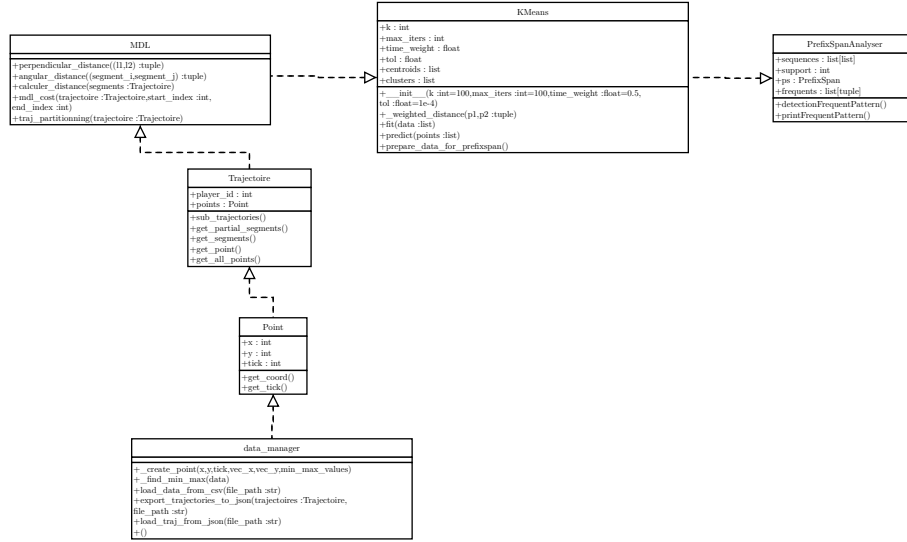 MDL
+perpendicular_distance((l1,l2) :tuple)
+angular_distance((segment_i,segment_j) :tuple)
+calculer_distance(segments :Trajectoire)
+mdl_cost(trajectoire :Trajectoire,start_index :int,
end_index :int)
+traj_partitionning(trajectoire :Trajectoire)
KMeans
+k : int
+max_iters : int
+time_weight : float
+tol : float
+centroids : list
+clusters : list
+__init__(k :int=100,max_iters :int=100,time_weight :float=0.5,
tol :float=1e-4)
+_weighted_distance(p1,p2 :tuple)
+fit(data :list)
+predict(points :list)
+prepare_data_for_prefixspan()
PrefixSpanAnalyser
+sequences : list[list]
+support : int
+ps : PrefixSpan
+frequents : list[tuple]
+detectionFrequentPattern()
+printFrequentPattern()
Trajectoire
+player_id : int
+points : Point
+sub_trajectories()
+get_partial_segments()
+get_segments()
+get_point()
+get_all_points()
Point
+x : int
+y : int
+tick : int
+get_coord()
+get_tick()
data_manager
+_create_point(x,y,tick,vec_x,vec_y,min_max_values)
+_find_min_max(data)
+load_data_from_csv(file_path :str)
+export_trajectories_to_json(trajectoires :Trajectoire,
file_path :str)
+load_traj_from_json(file_path :str)
+()